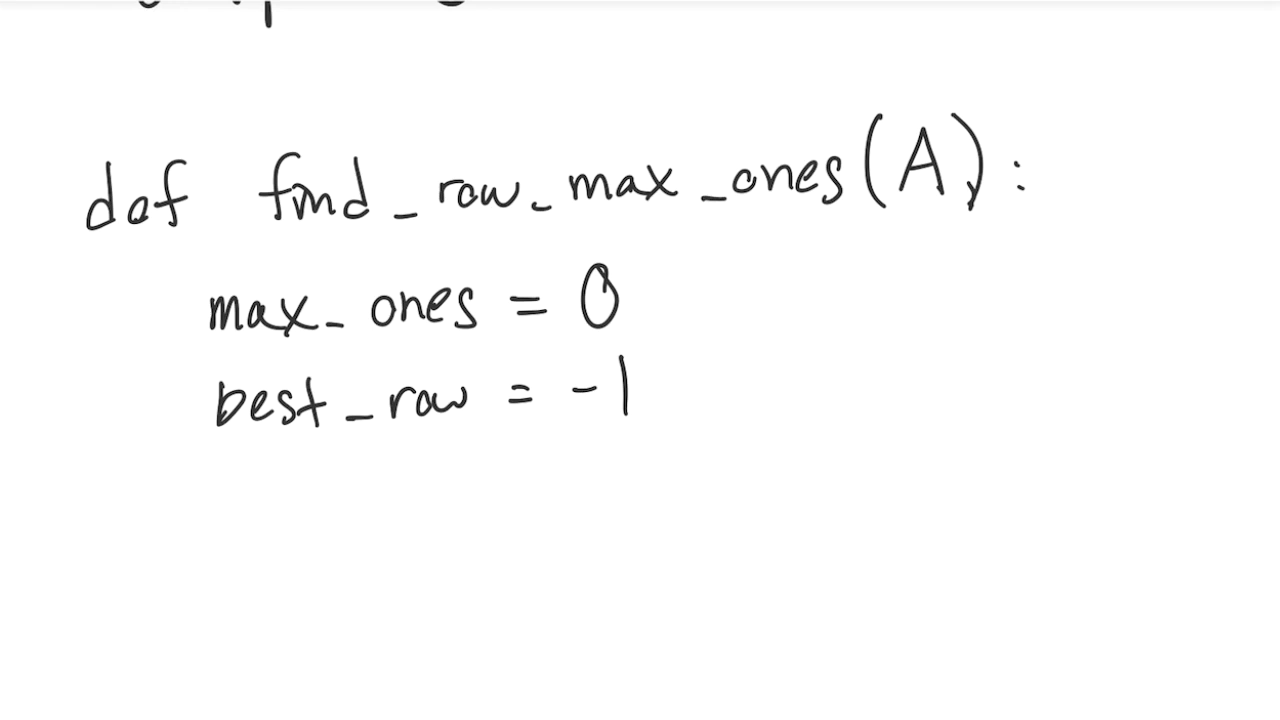 def find_row_max_ones(A):
max_ones = 0
best_row = -1